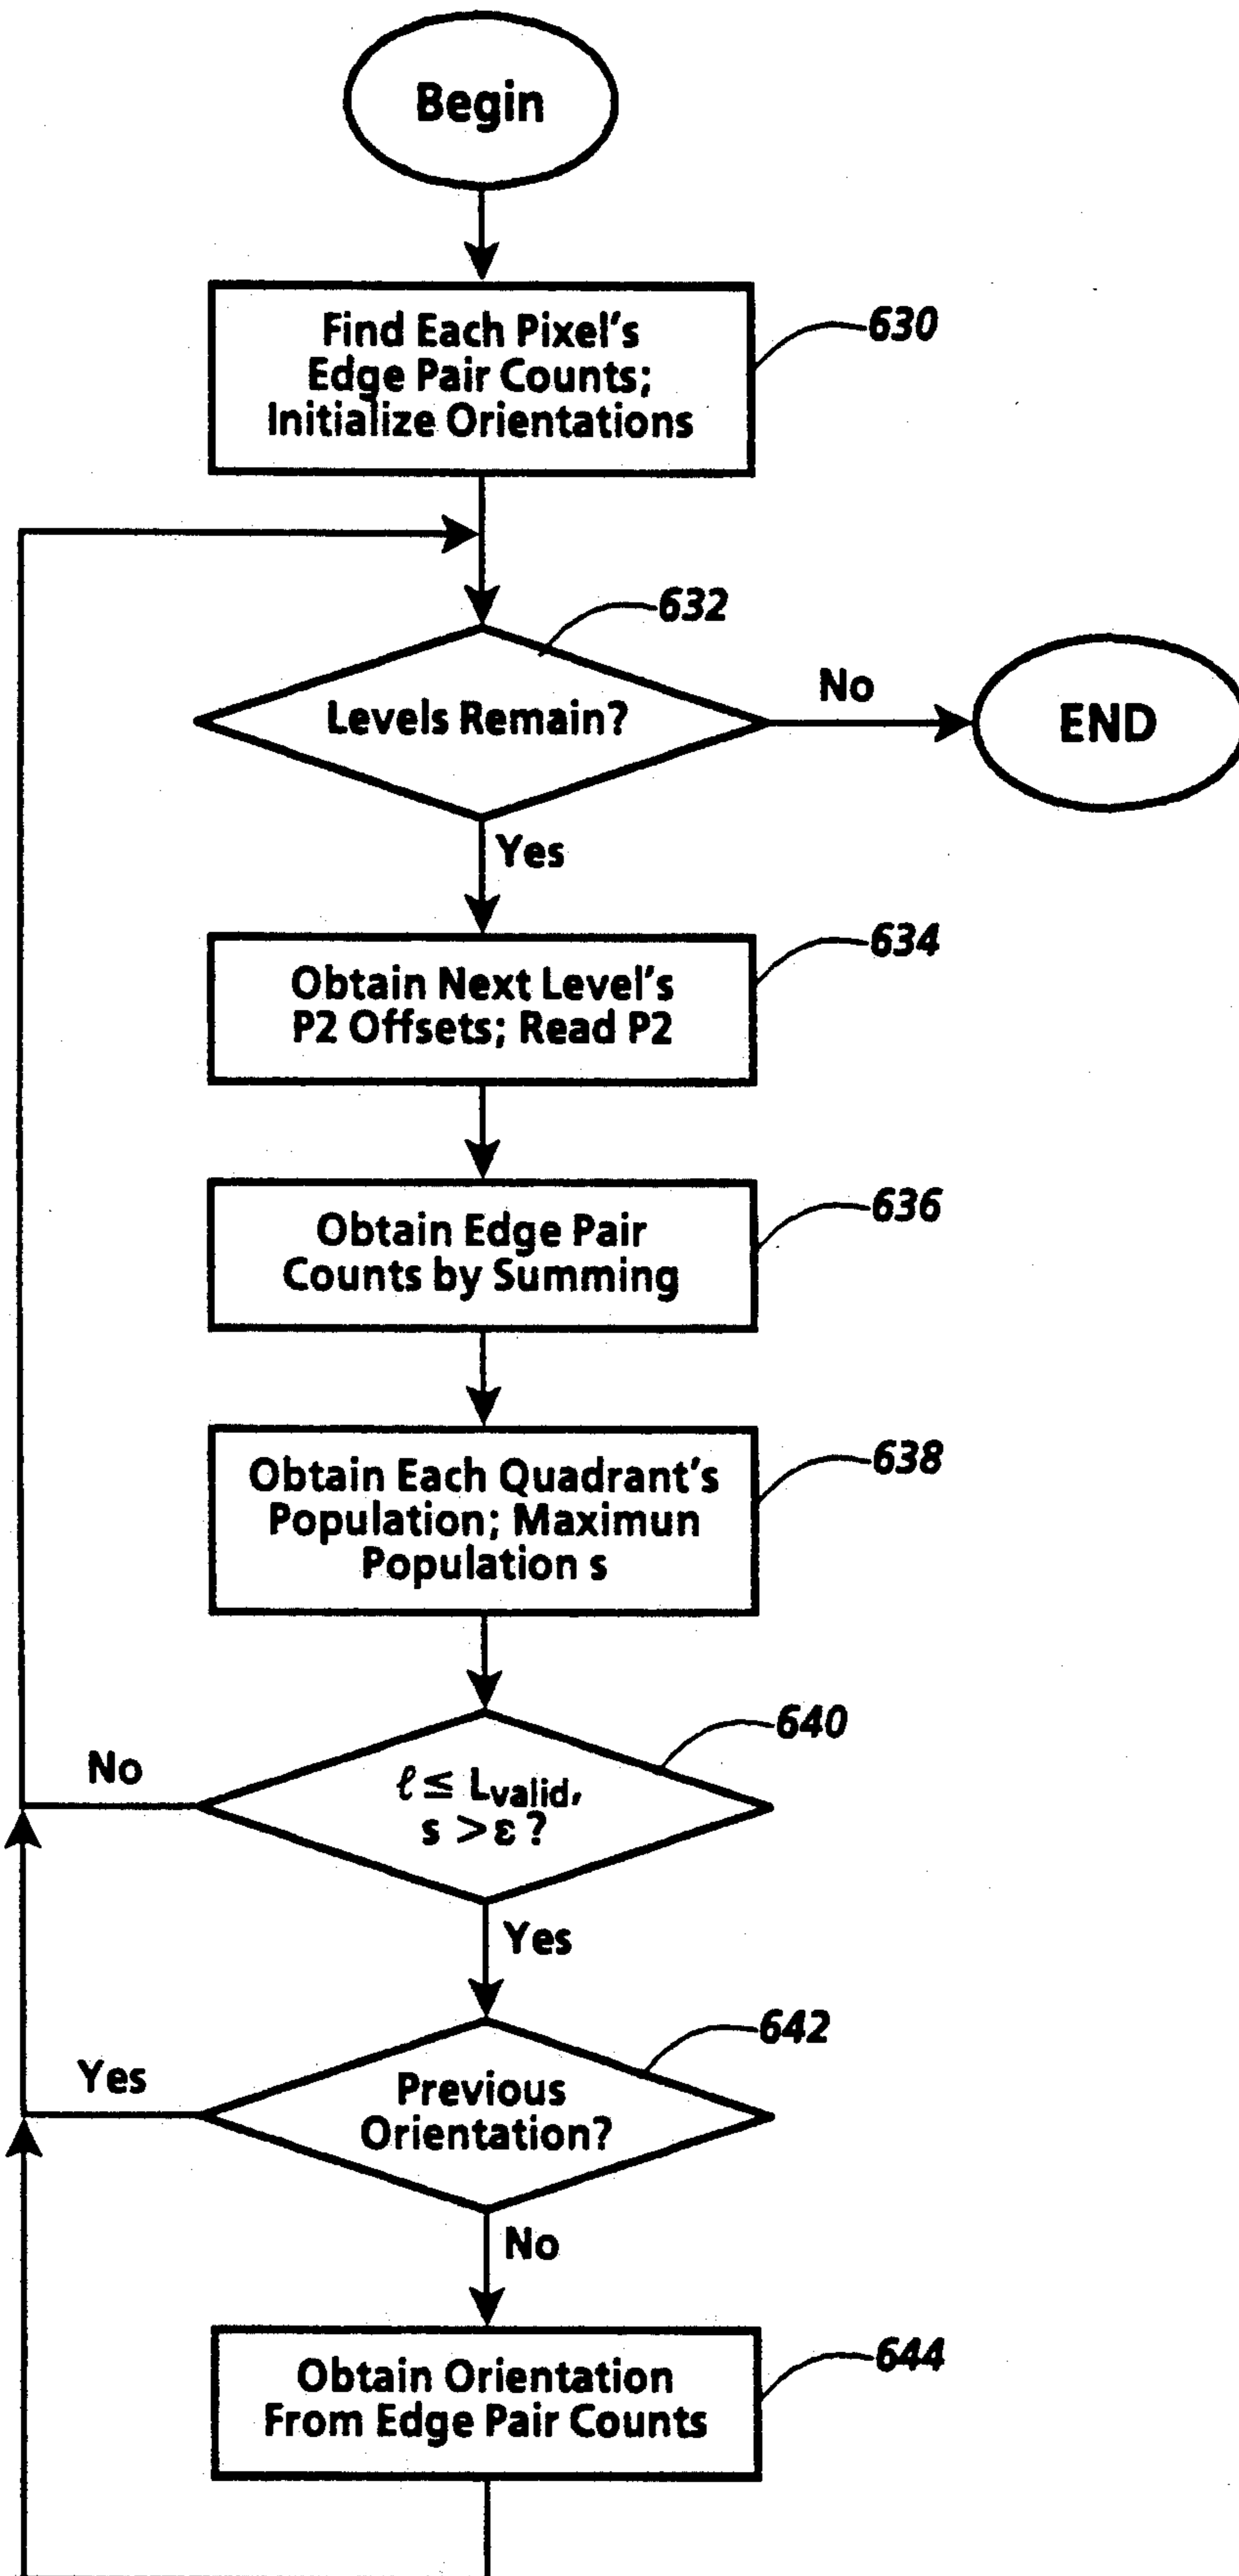 Begin
Find Each Pixel's
Edge Pair Counts;
Initialize Orientations
630
632
Levels Remain?
No
END
Yes
634
Obtain Next Level's
P2 Offsets; Read P2
636
Obtain Edge Pair
Counts by Summing
638
Obtain Each Quadrant's
Population; Maximun
Population s
640
No
ℓ ≤ Lvalid,
s > ε ?
Yes
642
Yes
Previous
Orientation?
No
644
Obtain Orientation
From Edge Pair Counts